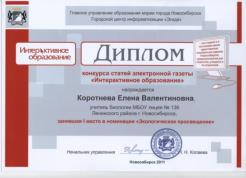 Главное управление образования мэрии города Новосибирска
Городской центр информатизации «Эгида»
Интерактивное
образование
ДИПЛОМ
конкурса статей электронной газеты
«Интерактивное образование»
награждается
Коротнева Елена Валентиновна
учитель биологии МБОУ лицея № 136
Ленинского района г. Новосибирска,
занявшая I место в номинации «Экологическое просвещение»
Начальник управления
Н. Копаева
Новосибирск 2011